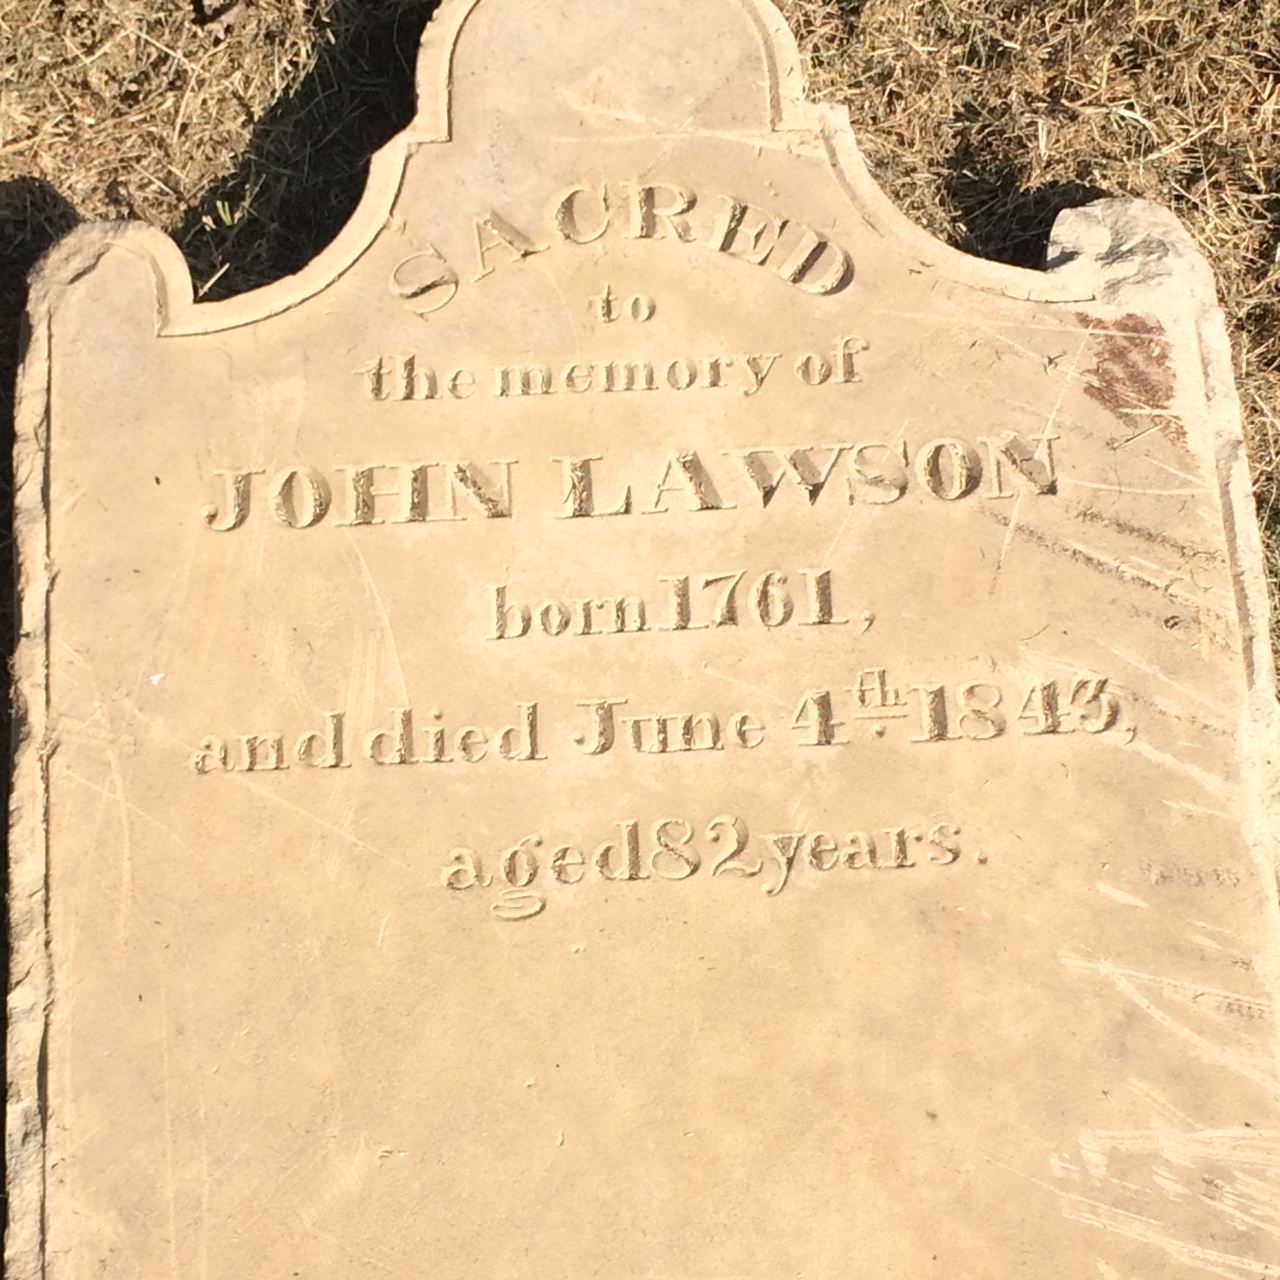 SACRED
to
the memory of
JOHN LAWSON
born 1761,
and died June 4th 1843,
aged 82 years.